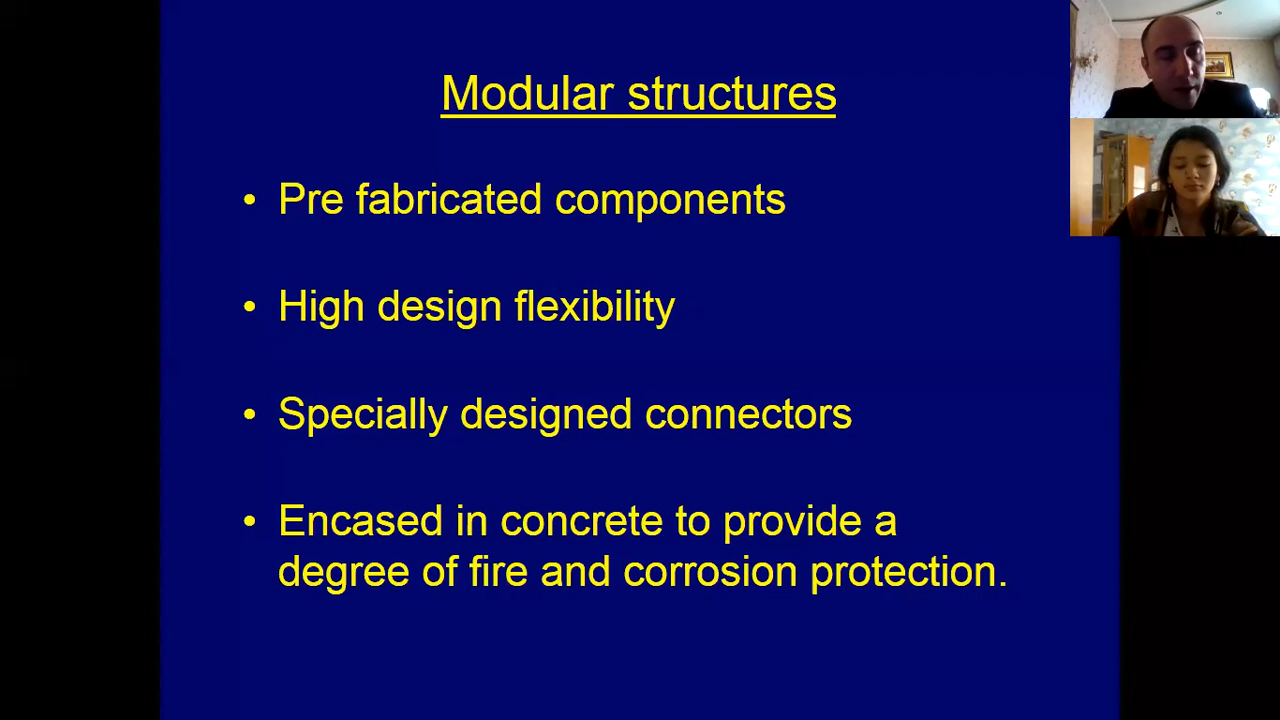 Modular structures
• Pre fabricated components
• High design flexibility
• Specially designed connectors
• Encased in concrete to provide a
degree of fire and corrosion protection.